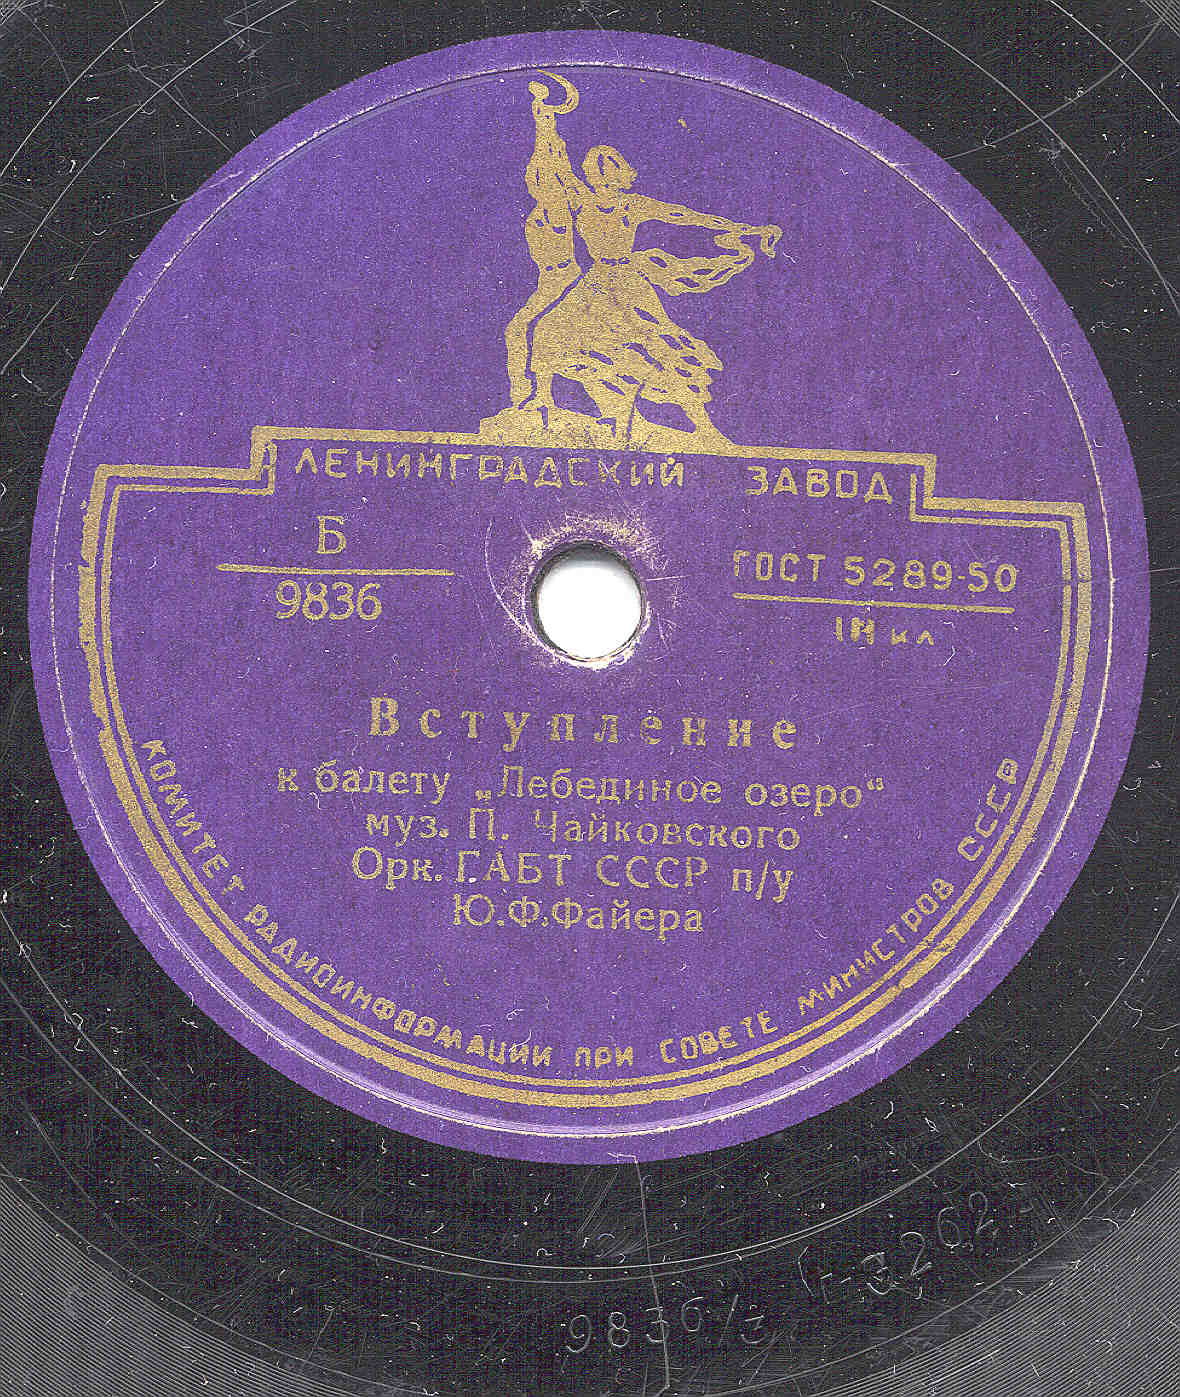 ЛЕНИНГРАДСКИЙ ЗАВОД
Б
9836
ГОСТ 5289-50
Вступление
к балету „Лебединое озеро“
муз. П. Чайковского
Орк. ГАБТ СССР п/у
Ю.Ф.Файера
КОМИТЕТ РАДИОИНФОРМАЦИИ ПРИ СОВЕТЕ МИНИСТРОВ СССР
9836/3
-3262